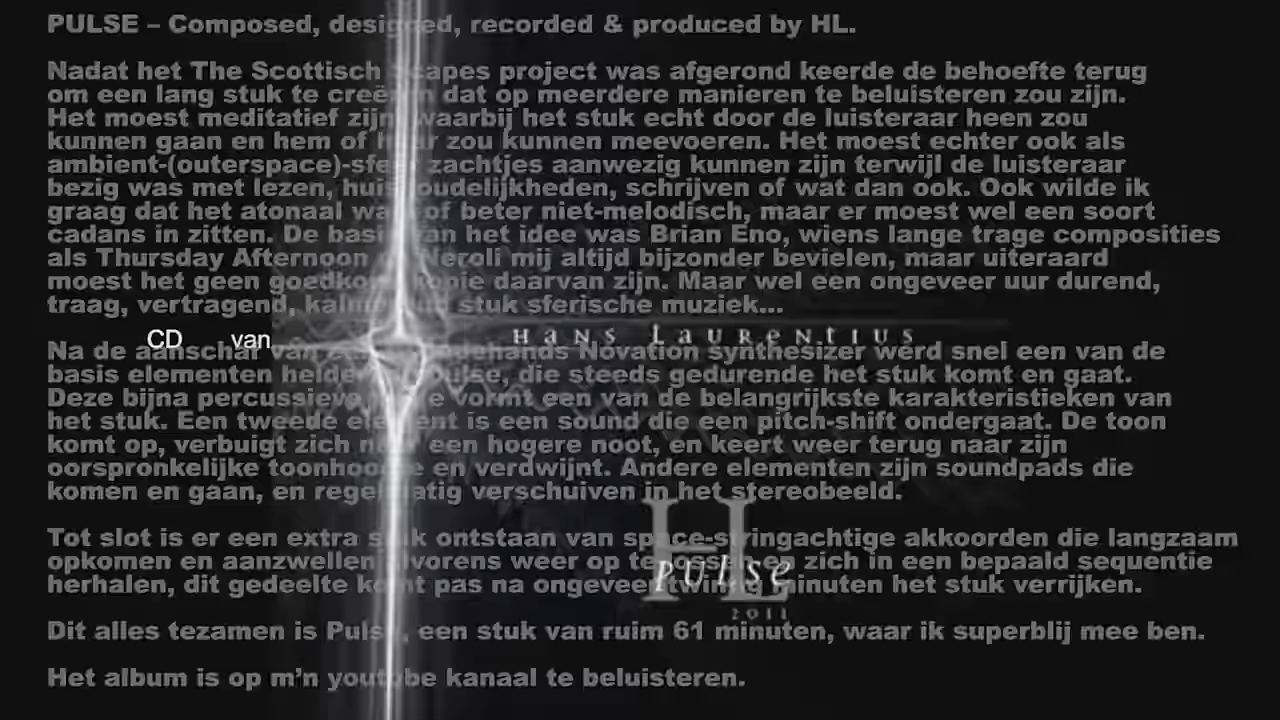 PULSE – Composed, designed, recorded & produced by HL.
Nadat het The Scottisch Scapes project was afgerond keerde de behoefte terug
om een lang stuk te creëren dat op meerdere manieren te beluisteren zou zijn.
Het moest meditatief zijn, waarbij het stuk echt door de luisteraar heen zou
kunnen gaan en hem of haar zou kunnen meevoeren. Het moest echter ook als
ambient-(outerspace)-sfeer zachtjes aanwezig kunnen zijn terwijl de luisteraar
bezig was met lezen, huishoudelijkheden, schrijven of wat dan ook. Ook wilde ik
graag dat het atonaal was, of beter niet-melodisch, maar er moest wel een soort
cadans in zitten. De basis van het idee was Brian Eno, wiens lange trage composities
als Thursday Afternoon Neroli mij altijd bijzonder bevielen, maar uiteraard
moest het geen goedkope kopie daarvan zijn. Maar wel een ongeveer uur durend,
traag, vertragend, stuk sferische muziek...
CD van
Hans Laurentius
Na de aanschaf van Novation synthesizer werd snel een van de
basis elementen pulse, die steeds gedurende het stuk komt en gaat.
Deze bijna percussieve vormt een van de belangrijkste karakteristieken van
het stuk. Een tweede element is een sound die een pitch-shift ondergaat. De toon
komt op, verbuigt zich naar een hogere noot, en keert weer terug naar zijn
oorspronkelijke toonhoogte en verdwijnt. Andere elementen zijn soundpads die
komen en gaan, en regelmatig verschuiven in het stereobeeld.
Tot slot is er een extra stuk ontstaan van space-stringachtige akkoorden die langzaam
opkomen en aanzwellen alvorens weer op te zich in een bepaald sequentie
herhalen, dit gedeelte komt pas na ongeveer twintig minuten het stuk verrijken.
HL
pulse
2011
Dit alles tezamen is Pulse, een stuk van ruim 61 minuten, waar ik superblij mee ben.
Het album is op m'n youtube kanaal te beluisteren.